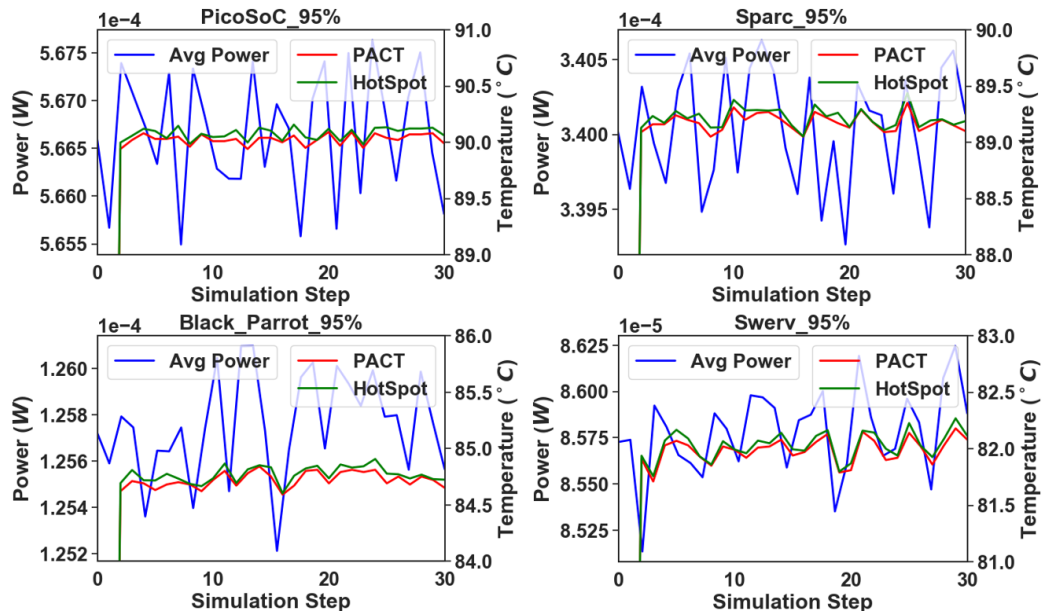 PicoSoC_95%
1e−4
Avg Power
PACT
HotSpot
Power (W)
5.675
5.670
5.665
5.660
5.655
91.0
90.5
90.0
89.5
89.0
Temperature (°C)
0 10 20 30
Simulation Step
Sparc_95%
1e−4
Avg Power
PACT
HotSpot
Power (W)
3.405
3.400
3.395
90.0
89.5
89.0
88.5
88.0
Temperature (°C)
0 10 20 30
Simulation Step
Black_Parrot_95%
1e−4
Avg Power
PACT
HotSpot
Power (W)
1.260
1.258
1.256
1.254
1.252
86.0
85.5
85.0
84.5
84.0
Temperature (°C)
0 10 20 30
Simulation Step
Swerv_95%
1e−5
Avg Power
PACT
HotSpot
Power (W)
8.625
8.600
8.575
8.550
8.525
83.0
82.5
82.0
81.5
81.0
Temperature (°C)
0 10 20 30
Simulation Step